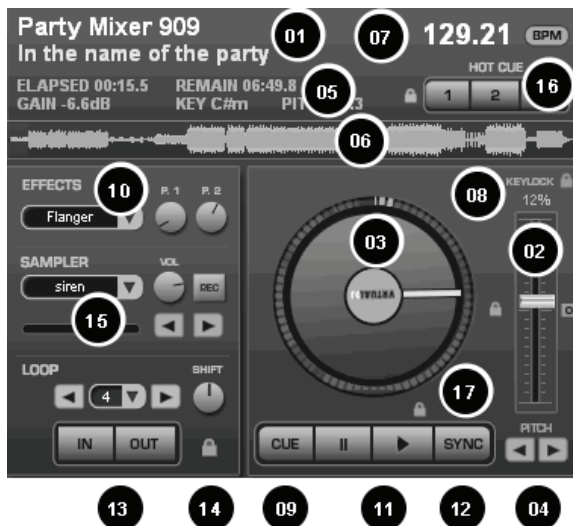 Party Mixer 909 01 07 129.21 BPM
In the name of the party
HOT CUE
ELAPSED 00:15.5 REMAIN 06:49.8 05 1 2 16
GAIN -6.6dB KEY C#m
06
EFFECTS 10 P. 1 P. 2 08 KEYLOCK
Flanger 12%
03 02
SAMPLER VOL
siren REC VIRTUAL DJ
15
LOOP SHIFT
4 17
PITCH
IN OUT CUE SYNC
13 14 09 11 12 04